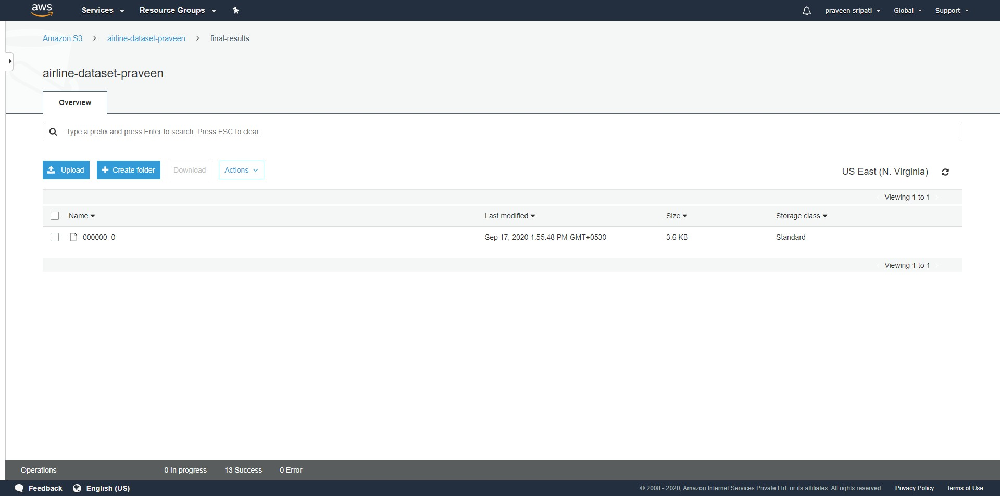 aws Services Resource Groups praveen sripati Global Support
Amazon S3 > airline-dataset-praveen > final-results
airline-dataset-praveen
Overview
Type a prefix and press Enter to search. Press ESC to clear.
Upload + Create folder Download Actions US East (N. Virginia)
Viewing 1 to 1
Name Last modified Size Storage class
000000_0 Sep 17, 2020 1:55:48 PM GMT+0530 3.6 KB Standard
Viewing 1 to 1
Operations 0 In progress 13 Success 0 Error
Feedback English (US) © 2008 - 2020, Amazon Internet Services Private Ltd. or its affiliates. All rights reserved. Privacy Policy Terms of Use